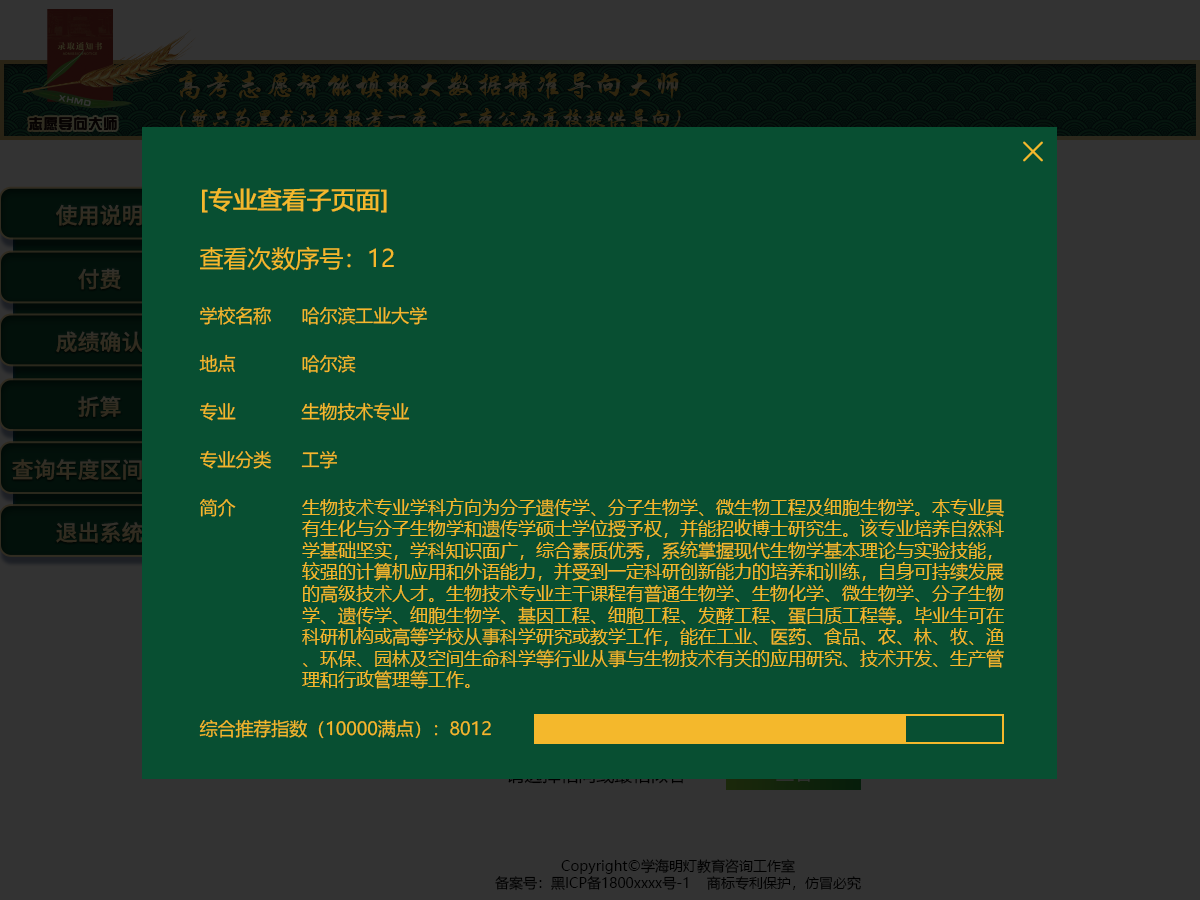 录取通知书
XHMD
志愿导向大师
高考志愿智能填报大数据精准导向大师
（暂只为黑龙江省报考一本、二本公办高校提供导向）
使用说明
付费
成绩确认
折算
查询年度区间
退出系统
[专业查看子页面]
查看次数序号：12
学校名称 哈尔滨工业大学
地点 哈尔滨
专业 生物技术专业
专业分类 工学
简介 生物技术专业学科方向为分子遗传学、分子生物学、微生物工程及细胞生物学。本专业具
有生化与分子生物学和遗传学硕士学位授予权，并能招收博士研究生。该专业培养自然科
学基础坚实，学科知识面广，综合素质优秀，系统掌握现代生物学基本理论与实验技能，
较强的计算机应用和外语能力，并受到一定科研创新能力的培养和训练，自身可持续发展
的高级技术人才。生物技术专业主干课程有普通生物学、生物化学、微生物学、分子生物
学、遗传学、细胞生物学、基因工程、细胞工程、发酵工程、蛋白质工程等。毕业生可在
科研机构或高等学校从事科学研究或教学工作，能在工业、医药、食品、农、林、牧、渔
、环保、园林及空间生命科学等行业从事与生物技术有关的应用研究、技术开发、生产管
理和行政管理等工作。
综合推荐指数（10000满点）：8012
Copyright©学海明灯教育咨询工作室
备案号：黑ICP备1800xxxx号-1 商标专利保护，仿冒必究